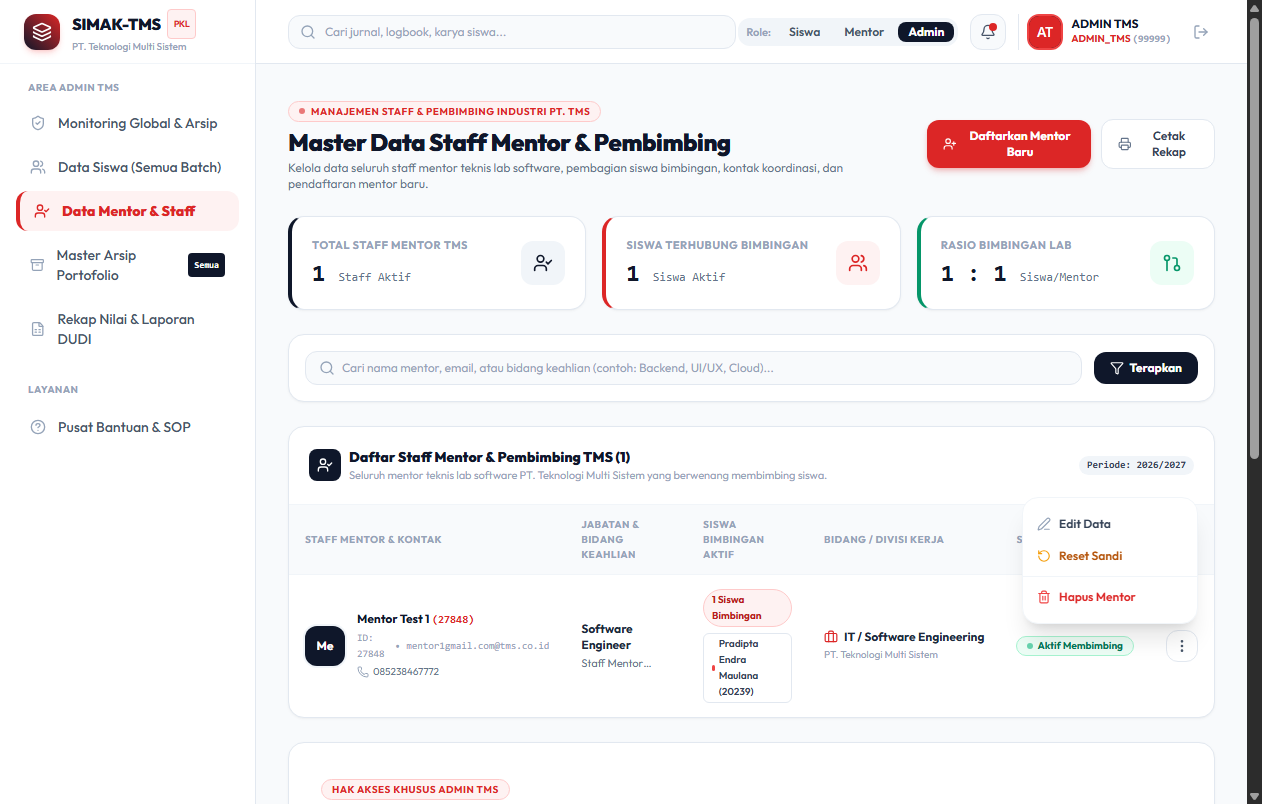 SIMAK-TMS PKL
PT. Teknologi Multi Sistem
Cari jurnal, logbook, karya siswa...
Role: Siswa Mentor Admin
AT
ADMIN TMS
ADMIN_TMS (99999)
AREA ADMIN TMS
Monitoring Global & Arsip
Data Siswa (Semua Batch)
Data Mentor & Staff
Master Arsip
Portofolio
Semua
Rekap Nilai & Laporan
DUDI
LAYANAN
Pusat Bantuan & SOP
MANAJEMEN STAFF & PEMBIMBING INDUSTRI PT. TMS
Master Data Staff Mentor & Pembimbing
Kelola data seluruh staff mentor teknis lab software, pembagian siswa bimbingan, kontak koordinasi, dan
pendaftaran mentor baru.
Daftarkan Mentor
Baru
Cetak
Rekap
TOTAL STAFF MENTOR TMS
1 Staff Aktif
SISWA TERHUBUNG BIMBINGAN
1 Siswa Aktif
RASIO BIMBINGAN LAB
1 : 1 Siswa/Mentor
Cari nama mentor, email, atau bidang keahlian (contoh: Backend, UI/UX, Cloud)...
Terapkan
Daftar Staff Mentor & Pembimbing TMS (1)
Seluruh mentor teknis lab software PT. Teknologi Multi Sistem yang berwenang membimbing siswa.
Periode: 2026/2027
STAFF MENTOR & KONTAK
JABATAN &
BIDANG
KEAHLIAN
SISWA
BIMBINGAN
AKTIF
BIDANG / DIVISI KERJA
S
Edit Data
Reset Sandi
Hapus Mentor
Me
Mentor Test 1 (27848)
ID:
27848
• mentor1gmail.com@tms.co.id
085238467772
Software
Engineer
Staff Mentor...
1 Siswa
Bimbingan
Pradipta
Endra
Maulana
(20239)
IT / Software Engineering
PT. Teknologi Multi Sistem
Aktif Membimbing
HAK AKSES KHUSUS ADMIN TMS